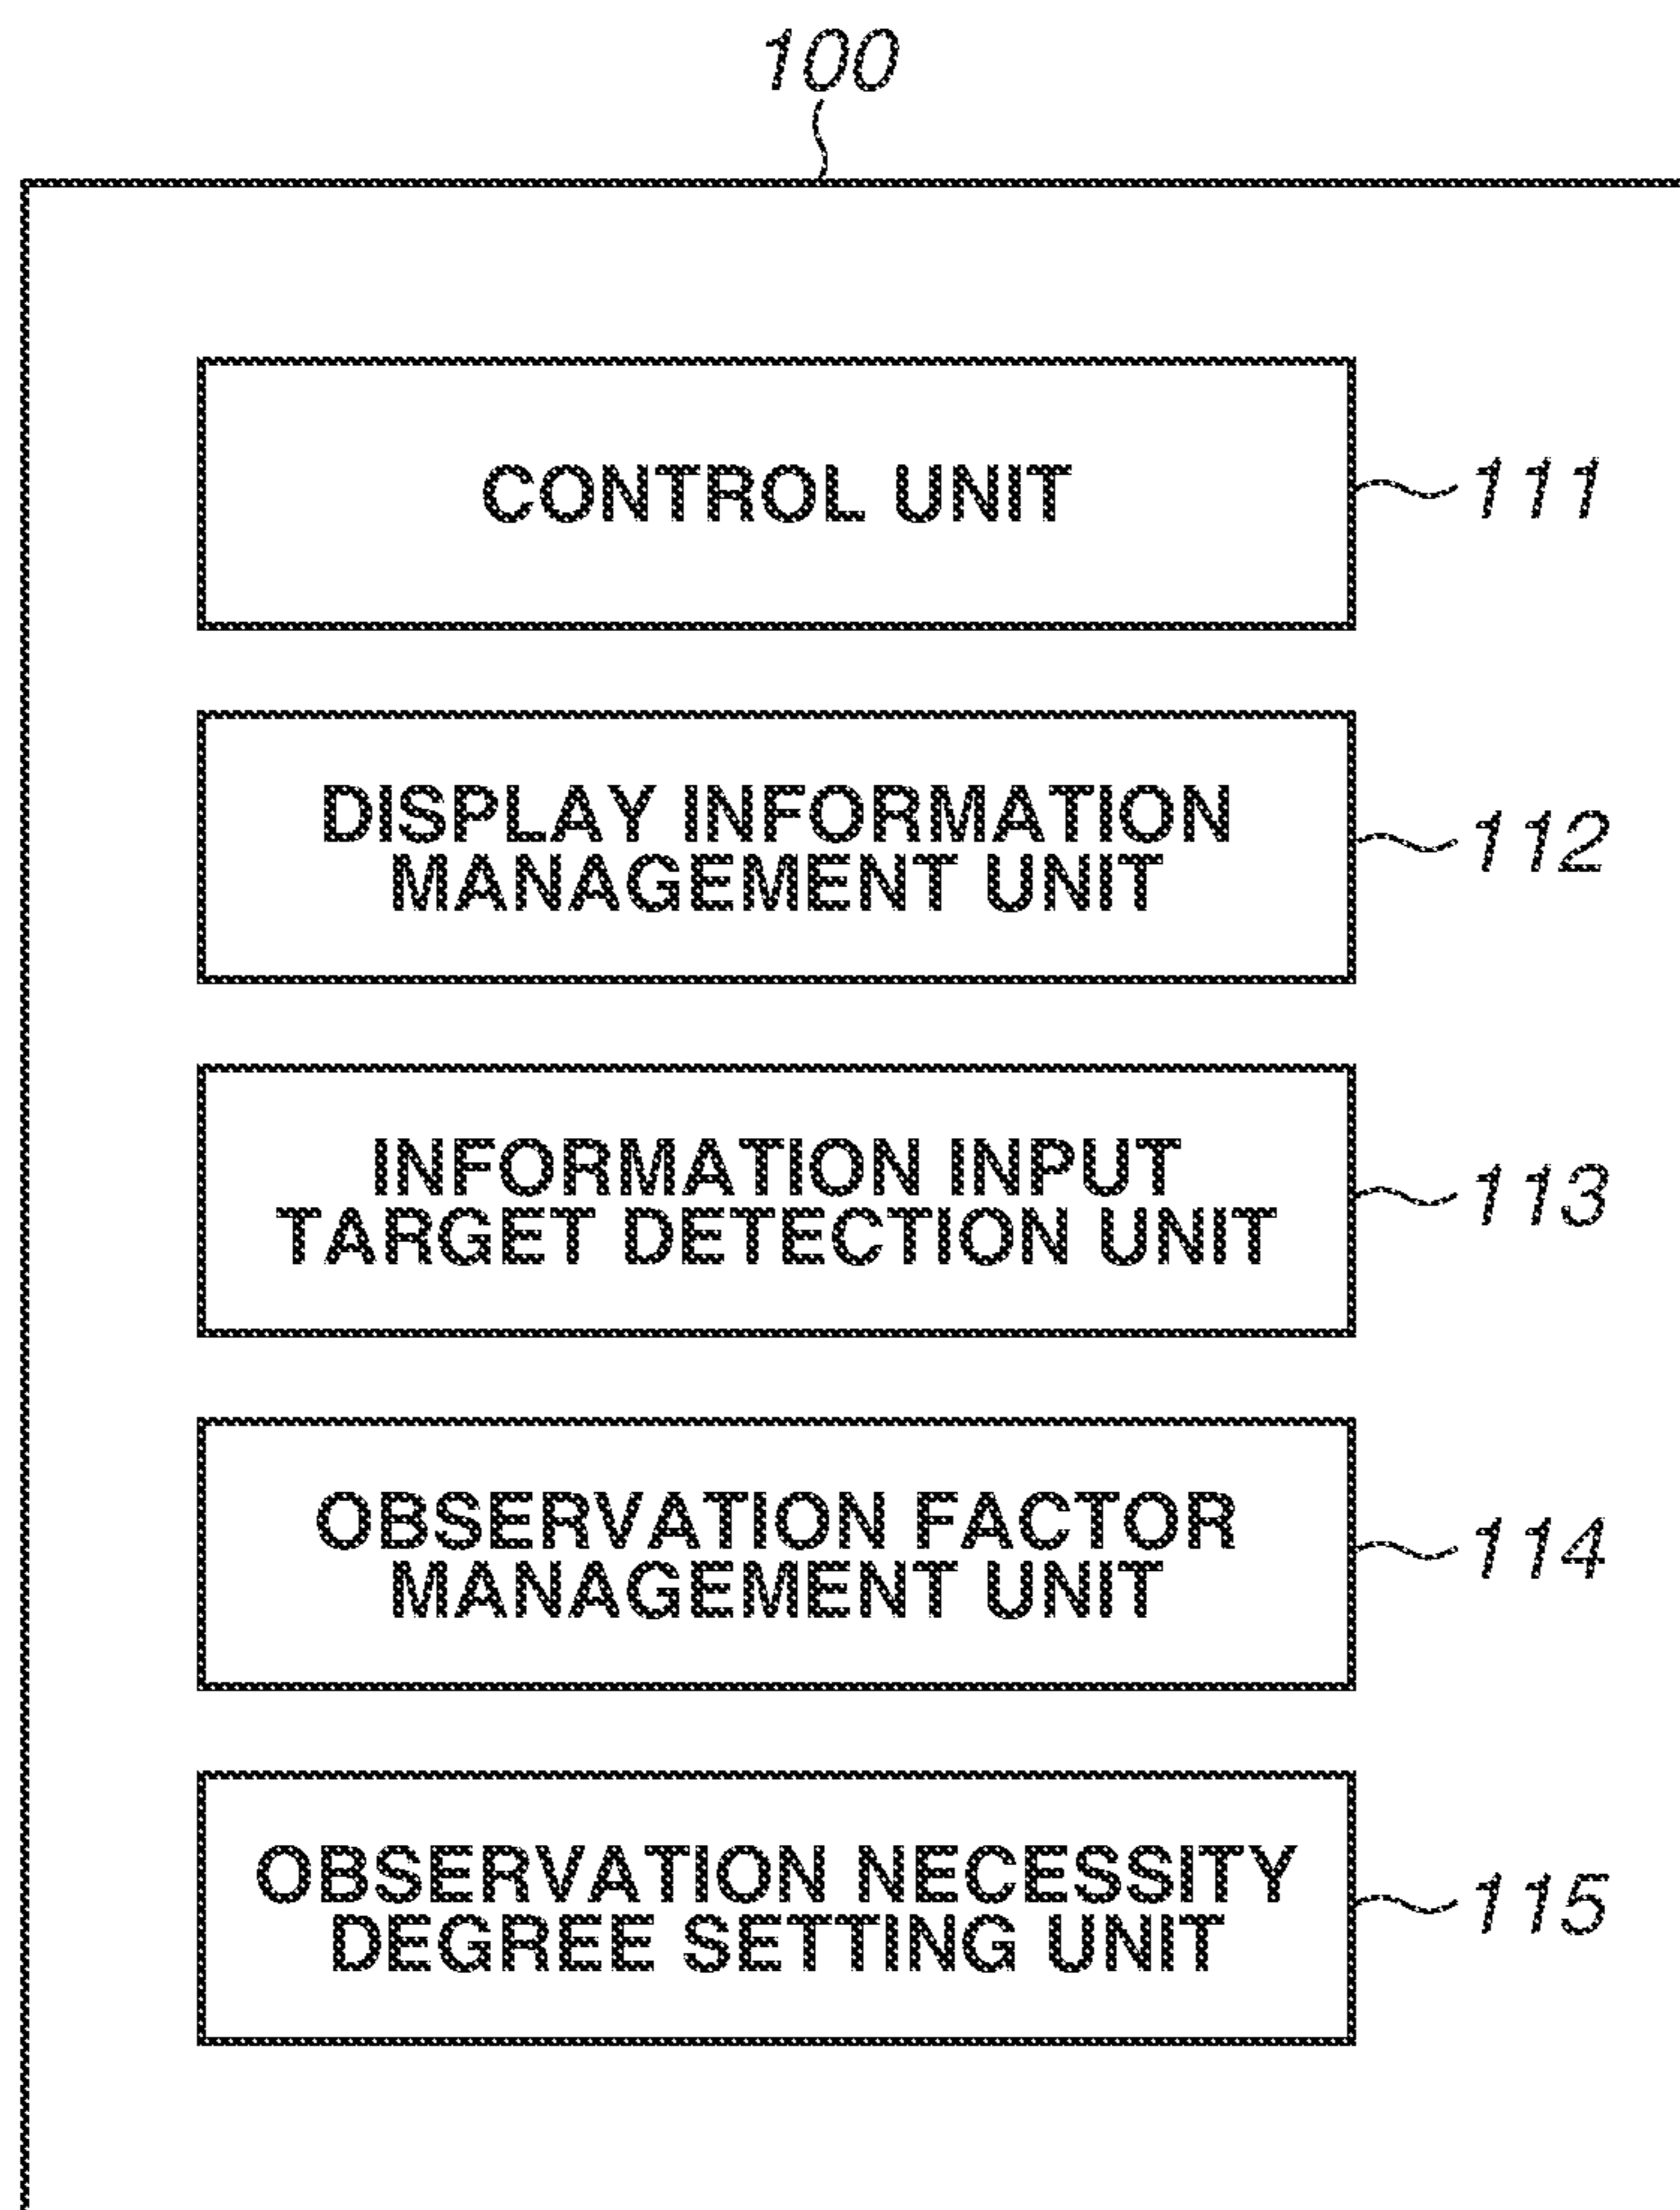 100
CONTROL UNIT
111
DISPLAY INFORMATION
MANAGEMENT UNIT
112
INFORMATION INPUT
TARGET DETECTION UNIT
113
OBSERVATION FACTOR
MANAGEMENT UNIT
114
OBSERVATION NECESSITY
DEGREE SETTING UNIT
115